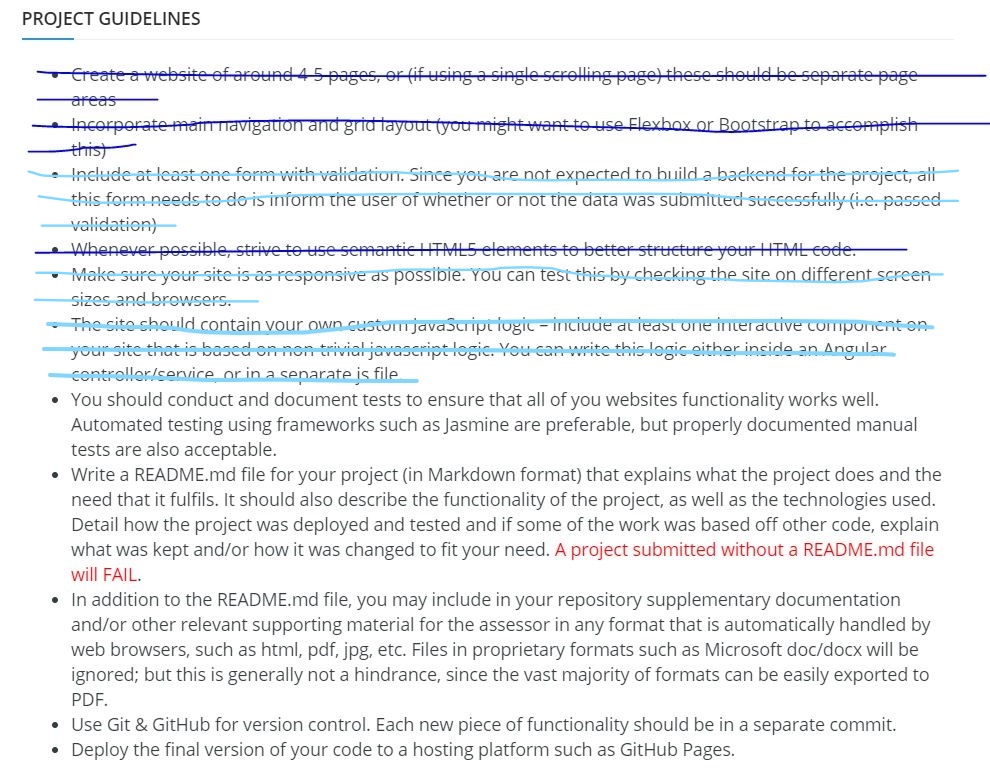 PROJECT GUIDELINES
Create a website of around 4-5 pages, or (if using a single scrolling page) these should be separate page
areas
Incorporate main navigation and grid layout (you might want to use Flexbox or Bootstrap to accomplish
this)
Include at least one form with validation. Since you are not expected to build a backend for the project, all
this form needs to do is inform the user of whether or not the data was submitted successfully (i.e. passed
validation)
Whenever possible, strive to use semantic HTML5 elements to better structure your HTML code.
Make sure your site is as responsive as possible. You can test this by checking the site on different screen
sizes and browsers.
The site should contain your own custom JavaScript logic – include at least one interactive component on
your site that is based on non-trivial javascript logic. You can write this logic either inside an Angular
controller/service, or in a separate js file.
You should conduct and document tests to ensure that all of you websites functionality works well.
Automated testing using frameworks such as Jasmine are preferable, but properly documented manual
tests are also acceptable.
Write a README.md file for your project (in Markdown format) that explains what the project does and the
need that it fulfils. It should also describe the functionality of the project, as well as the technologies used.
Detail how the project was deployed and tested and if some of the work was based off other code, explain
what was kept and/or how it was changed to fit your need. A project submitted without a README.md file
will FAIL.
In addition to the README.md file, you may include in your repository supplementary documentation
and/or other relevant supporting material for the assessor in any format that is automatically handled by
web browsers, such as html, pdf, jpg, etc. Files in proprietary formats such as Microsoft doc/docx will be
ignored; but this is generally not a hindrance, since the vast majority of formats can be easily exported to
PDF.
Use Git & GitHub for version control. Each new piece of functionality should be in a separate commit.
Deploy the final version of your code to a hosting platform such as GitHub Pages.